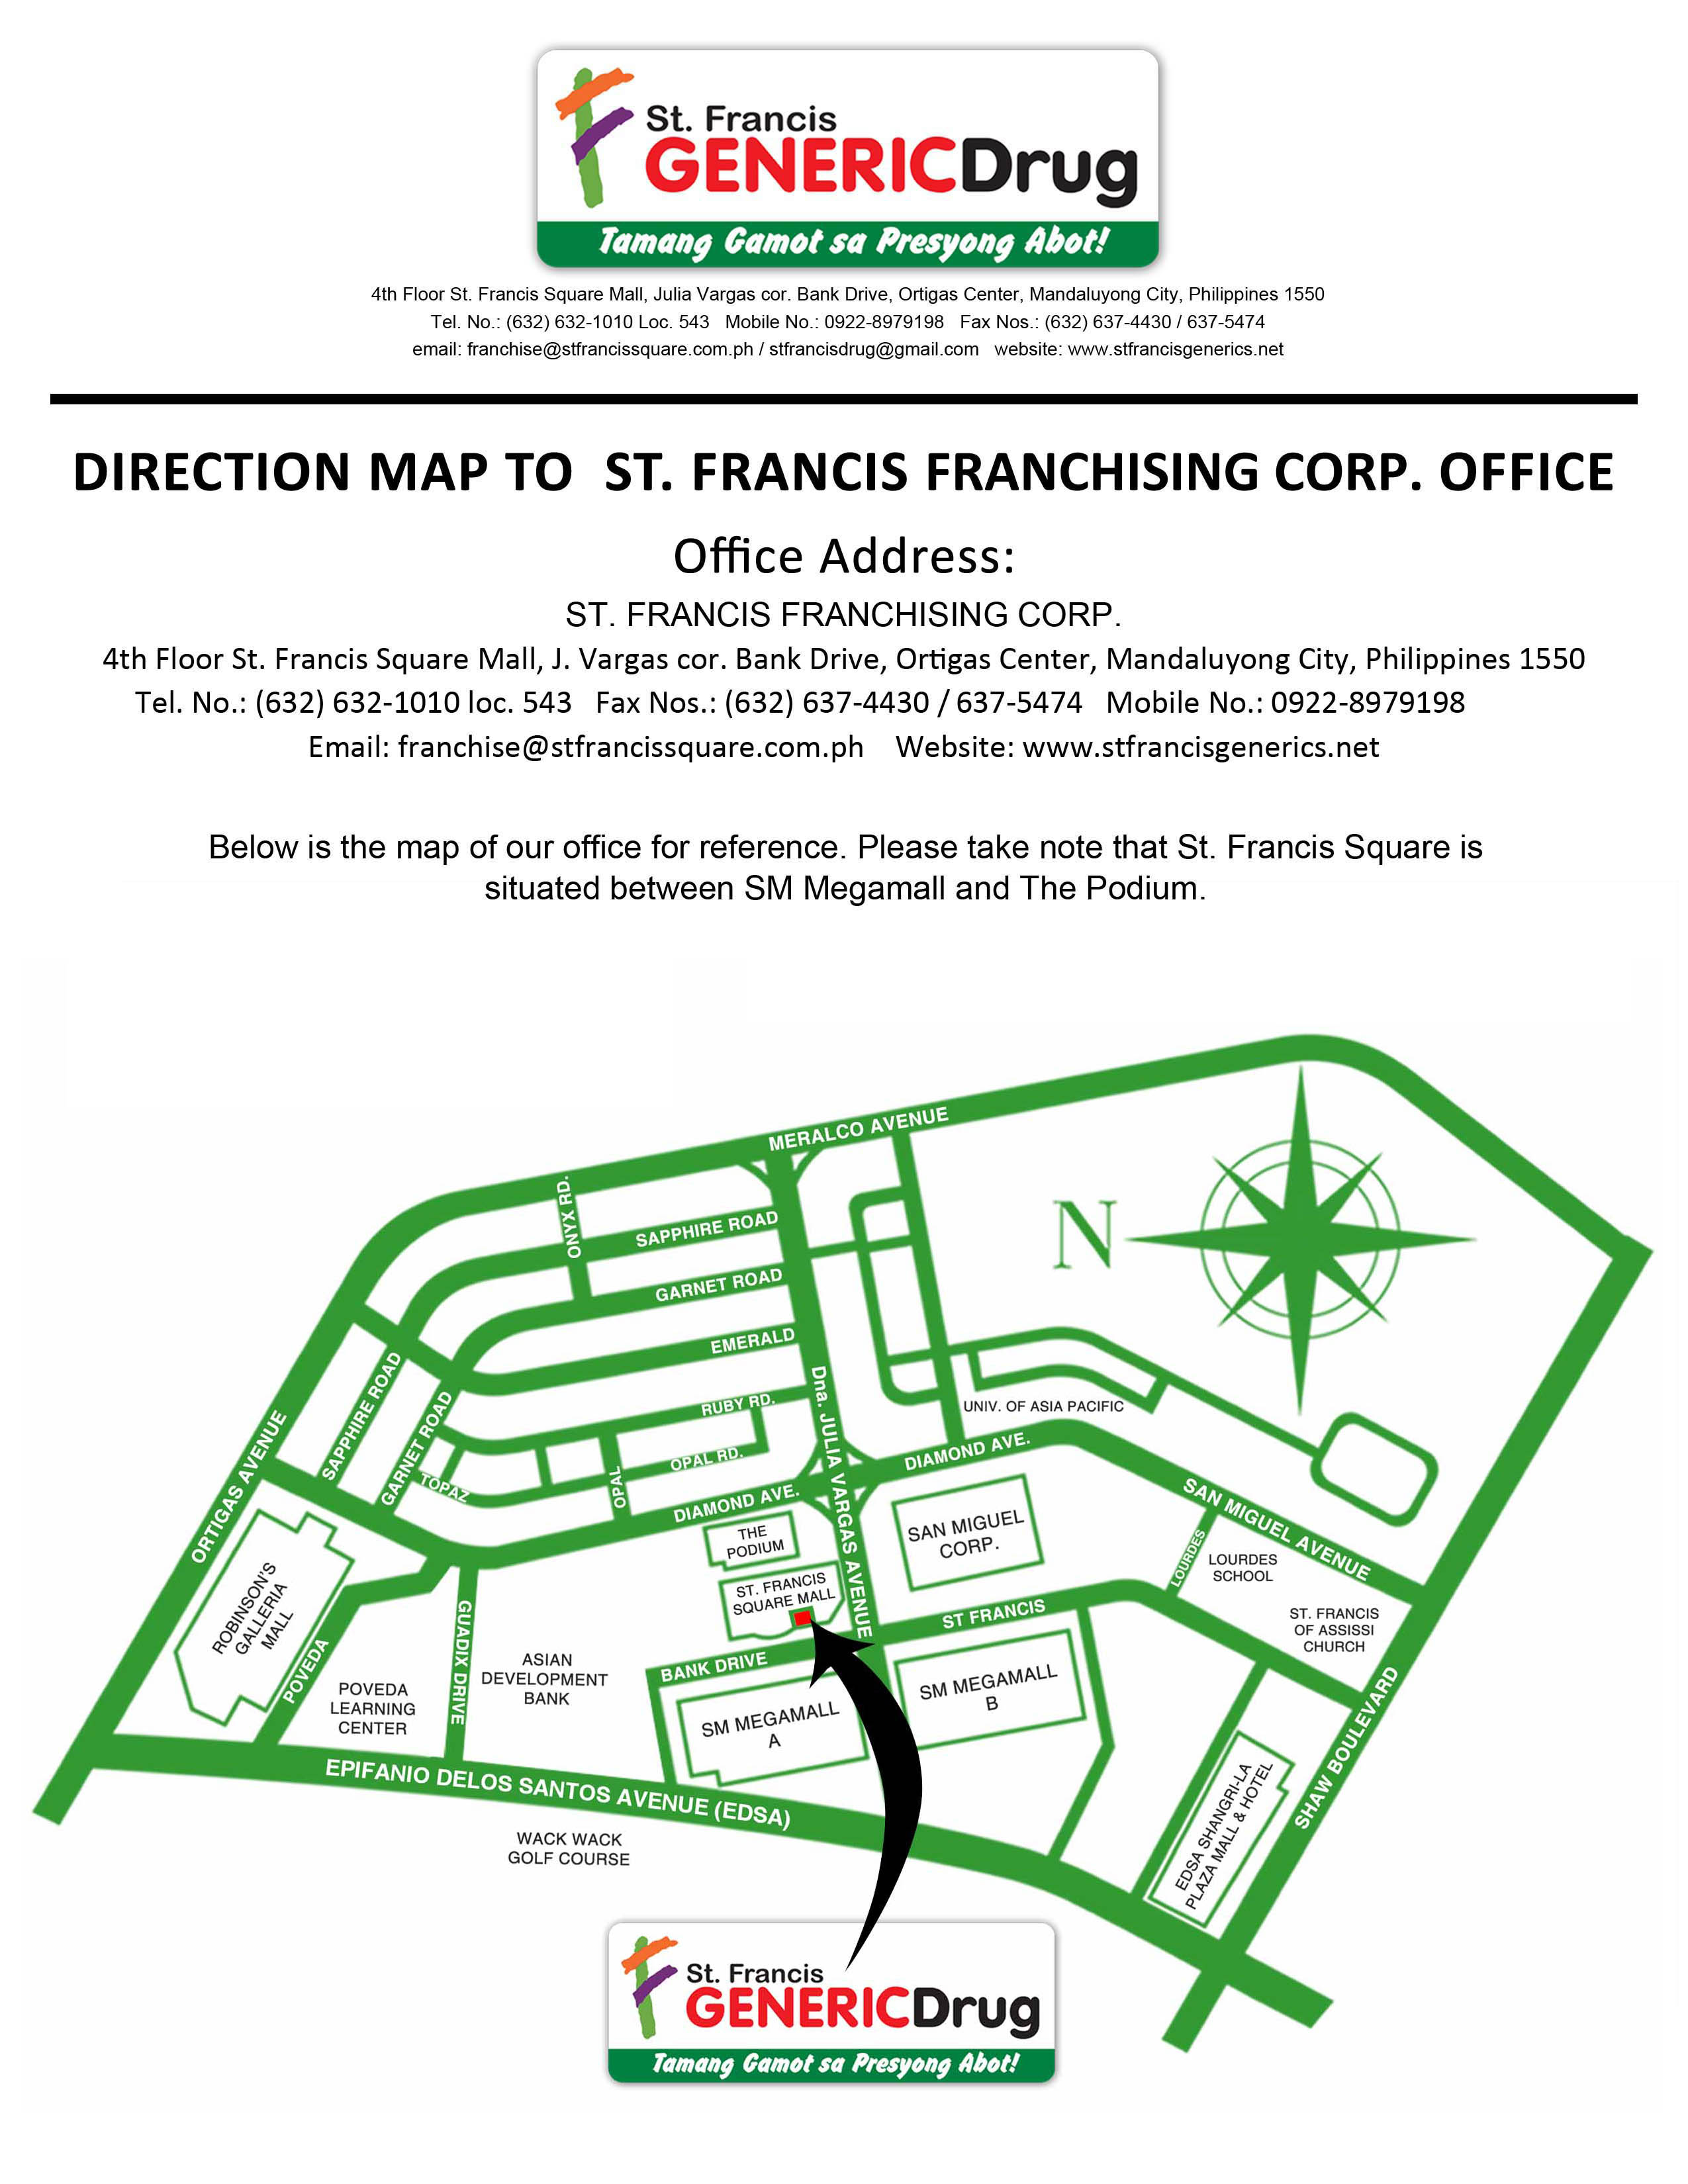 St. Francis
GENERICDrug
Tamang Gamot sa Presyong Abot!
4th Floor St. Francis Square Mall, Julia Vargas cor. Bank Drive, Ortigas Center, Mandaluyong City, Philippines 1550
Tel. No.: (632) 632-1010 Loc. 543 Mobile No.: 0922-8979198 Fax Nos.: (632) 637-4430 / 637-5474
email: franchise@stfrancissquare.com.ph / stfrancisdrug@gmail.com website: www.stfrancisgenerics.net
DIRECTION MAP TO ST. FRANCIS FRANCHISING CORP. OFFICE
Office Address:
ST. FRANCIS FRANCHISING CORP.
4th Floor St. Francis Square Mall, J. Vargas cor. Bank Drive, Ortigas Center, Mandaluyong City, Philippines 1550
Tel. No.: (632) 632-1010 loc. 543 Fax Nos.: (632) 637-4430 / 637-5474 Mobile No.: 0922-8979198
Email: franchise@stfrancissquare.com.ph Website: www.stfrancisgenerics.net
Below is the map of our office for reference. Please take note that St. Francis Square is
situated between SM Megamall and The Podium.
MERALCO AVENUE
ONYX RD.
SAPPHIRE ROAD
N
GARNET ROAD
EMERALD
SAPPHIRE ROAD
GARNET ROAD
RUBY RD.
Dna. JULIA VARGAS AVENUE
UNIV. OF ASIA PACIFIC
ORTIGAS AVENUE
TOPAZ
OPAL
OPAL RD.
DIAMOND AVE.
DIAMOND AVE.
SAN MIGUEL AVENUE
THE
PODIUM
SAN MIGUEL
CORP.
LOURDES
LOURDES
SCHOOL
ROBINSON'S
GALLERIA
MALL
ST. FRANCIS
SQUARE MALL
ST FRANCIS
ST. FRANCIS
OF ASSISSI
CHURCH
POVEDA
GUADIX DRIVE
ASIAN
DEVELOPMENT
BANK
BANK DRIVE
POVEDA
LEARNING
CENTER
SM MEGAMALL
A
SM MEGAMALL
B
SHAW BOULEVARD
EDSA SHANGRI-LA
PLAZA MALL & HOTEL
EPIFANIO DELOS SANTOS AVENUE (EDSA)
WACK WACK
GOLF COURSE
St. Francis
GENERICDrug
Tamang Gamot sa Presyong Abot!